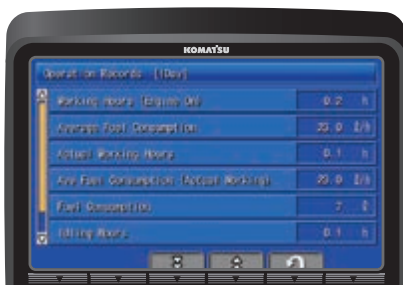 KOMATSU
Operation Records [1Day]
Working Hours (Engine On) 0.2 h
Average Fuel Consumption 23.0 ℓ/h
Actual Working Hours 0.1 h
Ave Fuel Consumption (Actual Working) 23.0 ℓ/h
Fuel Consumption ℓ
Idling Hours 0.1 h